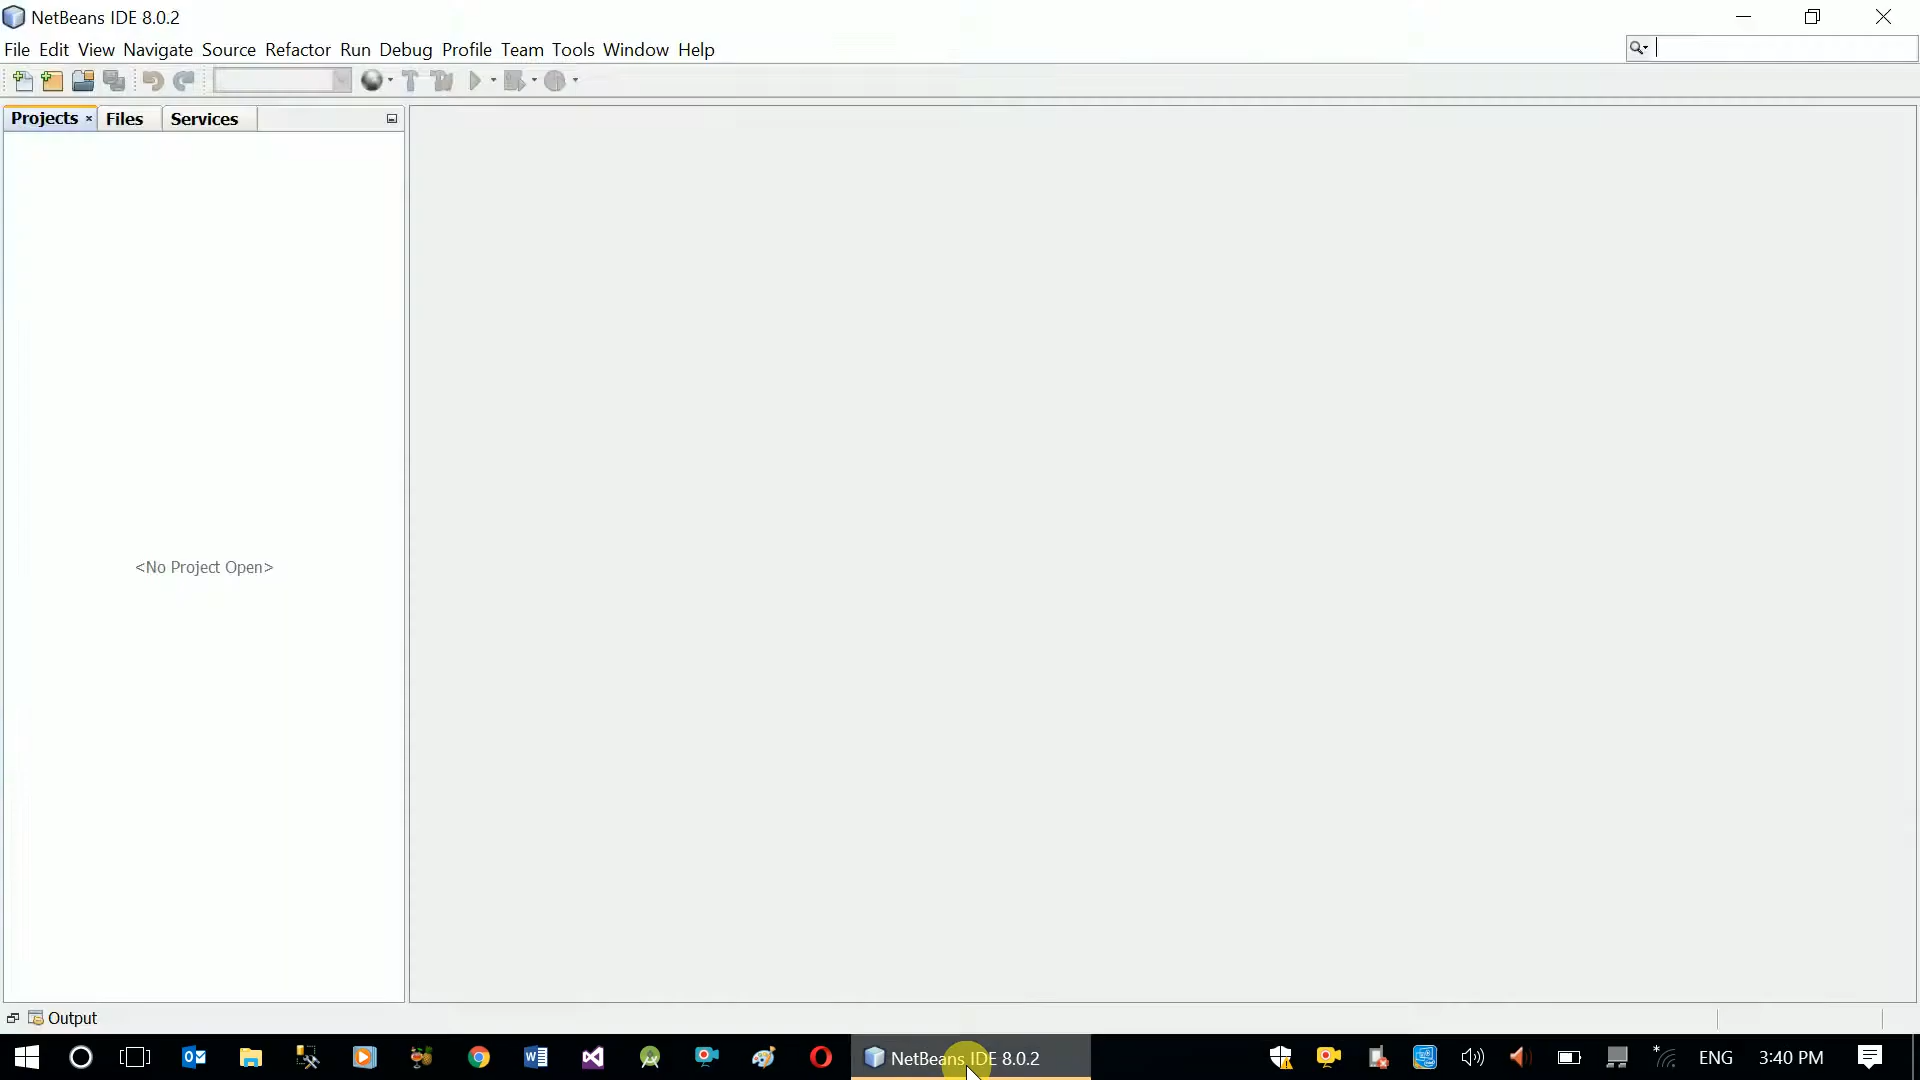 NetBeans IDE 8.0.2
File Edit View Navigate Source Refactor Run Debug Profile Team Tools Window Help
Projects Files Services
<No Project Open>
Output
NetBeans IDE 8.0.2 ENG 3:40 PM